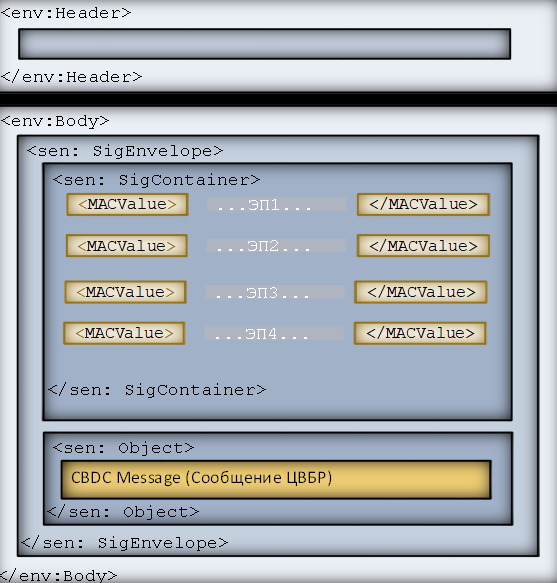 <env:Header>
</env:Header>
<env:Body>
<sen: SigEnvelope>
<sen: SigContainer>
<MACValue> ...ЭП1... </MACValue>
<MACValue> ...ЭП2... </MACValue>
<MACValue> ...ЭП3... </MACValue>
<MACValue> ...ЭП4... </MACValue>
</sen: SigContainer>
<sen: Object>
CBDC Message (Сообщение ЦВБР)
</sen: Object>
</sen: SigEnvelope>
</env:Body>